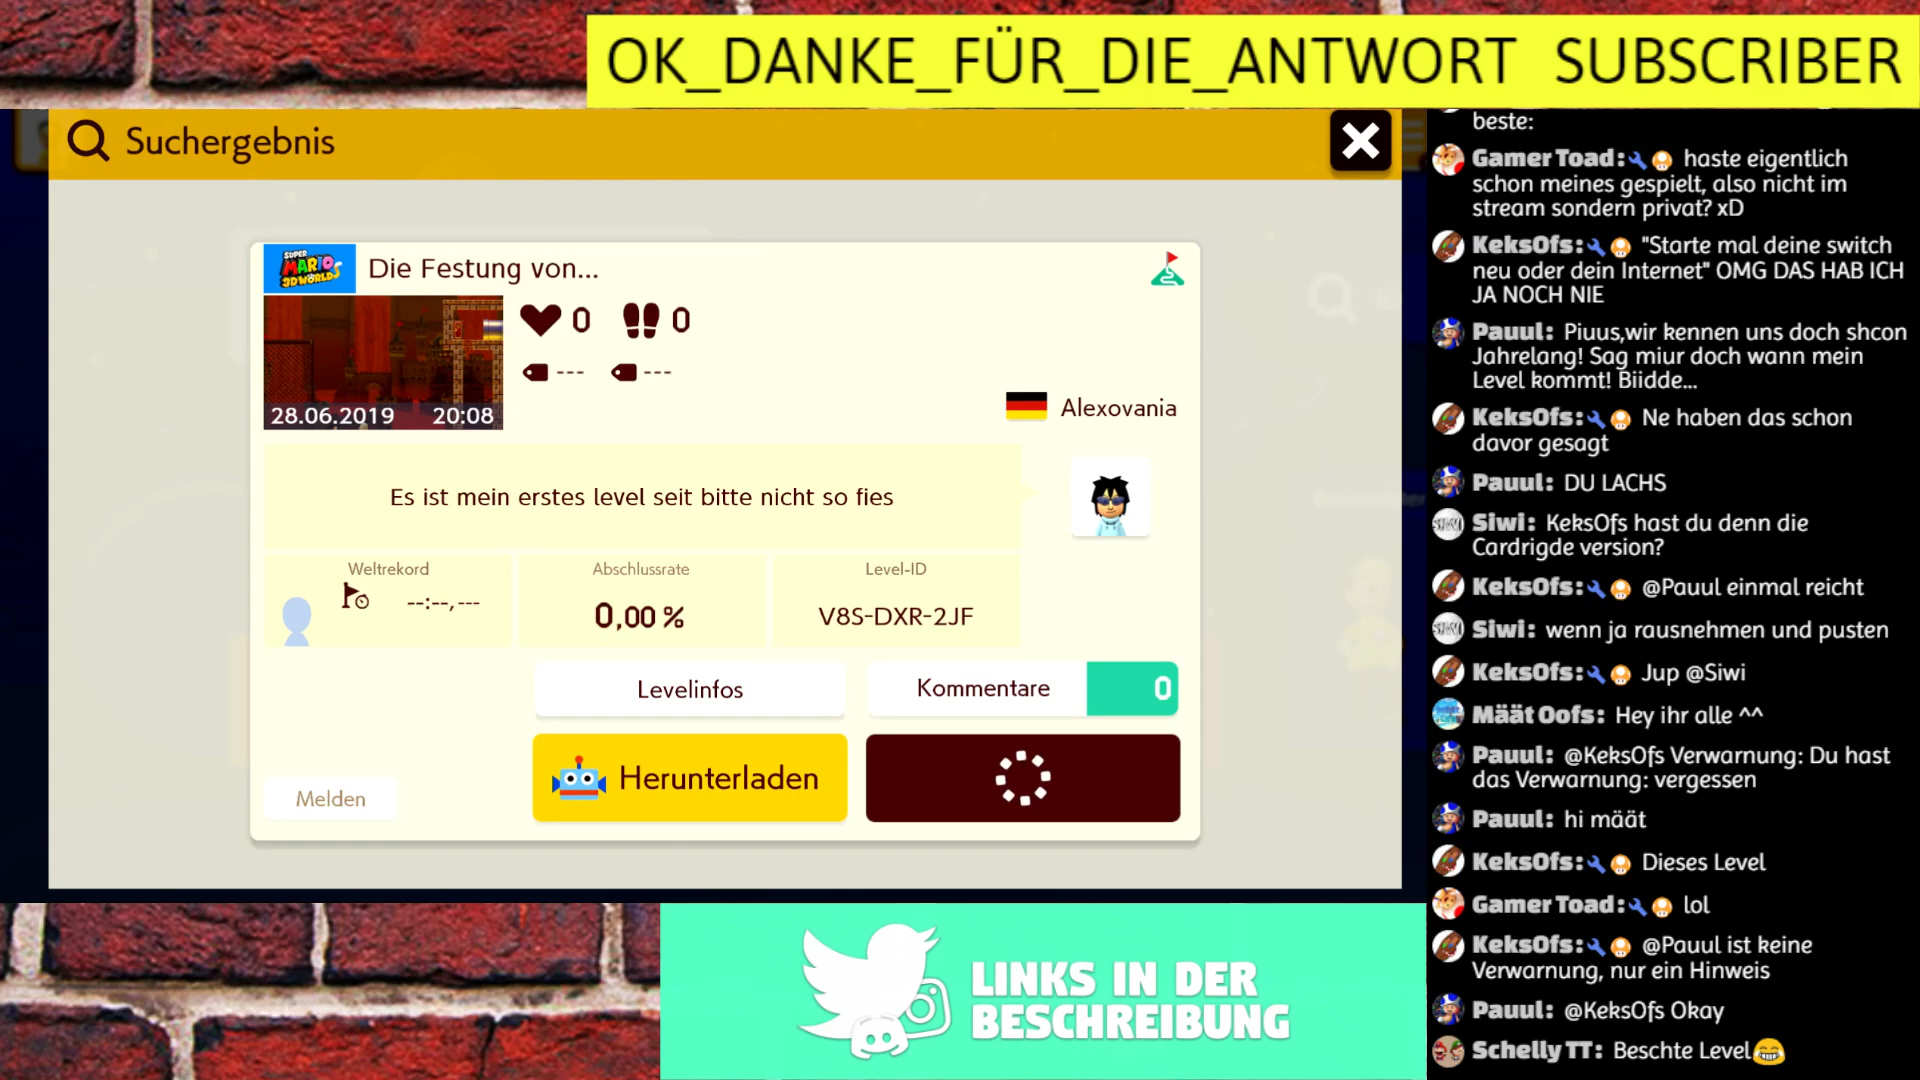 OK_DANKE_FÜR_DIE_ANTWORT SUBSCRIBER
Suchergebnis
SUPER
MARIO
3D WORLD
Die Festung von...
0 0
--- ---
28.06.2019 20:08
Alexovania
Es ist mein erstes level seit bitte nicht so fies
Weltrekord
--:--,---
Abschlussrate
0,00 %
Level-ID
V8S-DXR-2JF
Levelinfos
Kommentare 0
Melden
Herunterladen
LINKS IN DER
BESCHREIBUNG
beste:
Gamer Toad: haste eigentlich
schon meines gespielt, also nicht im
stream sondern privat? xD
KeksOfs: "Starte mal deine switch
neu oder dein Internet" OMG DAS HAB ICH
JA NOCH NIE
Pauul: Piuus,wir kennen uns doch shcon
Jahrelang! Sag miur doch wann mein
Level kommt! Biidde...
KeksOfs: Ne haben das schon
davor gesagt
Pauul: DU LACHS
Siwi: KeksOfs hast du denn die
Cardrigde version?
KeksOfs: @Pauul einmal reicht
Siwi: wenn ja rausnehmen und pusten
KeksOfs: Jup @Siwi
Määt Oofs: Hey ihr alle ^^
Pauul: @KeksOfs Verwarnung: Du hast
das Verwarnung: vergessen
Pauul: hi määt
KeksOfs: Dieses Level
Gamer Toad: lol
KeksOfs: @Pauul ist keine
Verwarnung, nur ein Hinweis
Pauul: @KeksOfs Okay
Schelly TT: Beschte Level😂